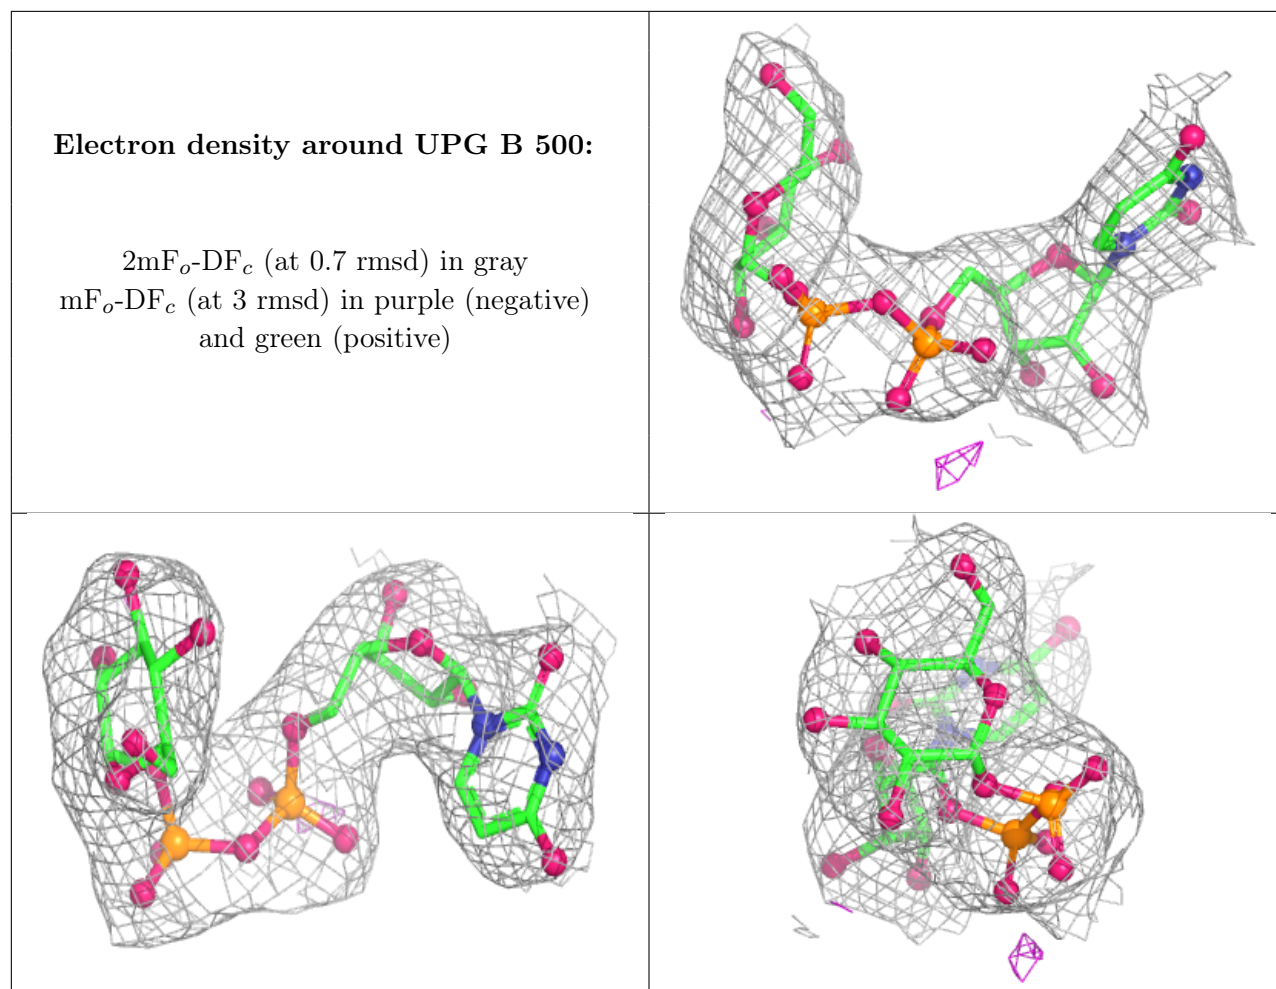 Electron density around UPG B 500:
2mFo-DFc (at 0.7 rmsd) in gray
mFo-DFc (at 3 rmsd) in purple (negative)
and green (positive)